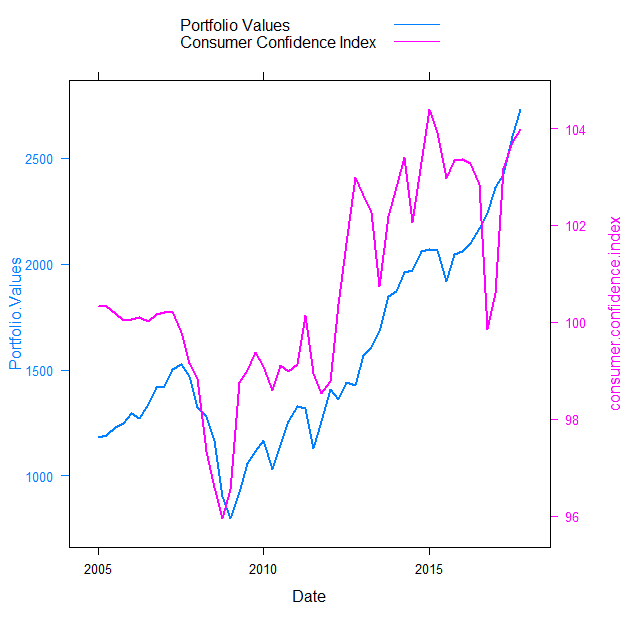 Portfolio Values
Consumer Confidence Index
2500
2000
1500
1000
Portfolio.Values
104
102
100
98
96
consumer.confidence.index
2005
2010
2015
Date